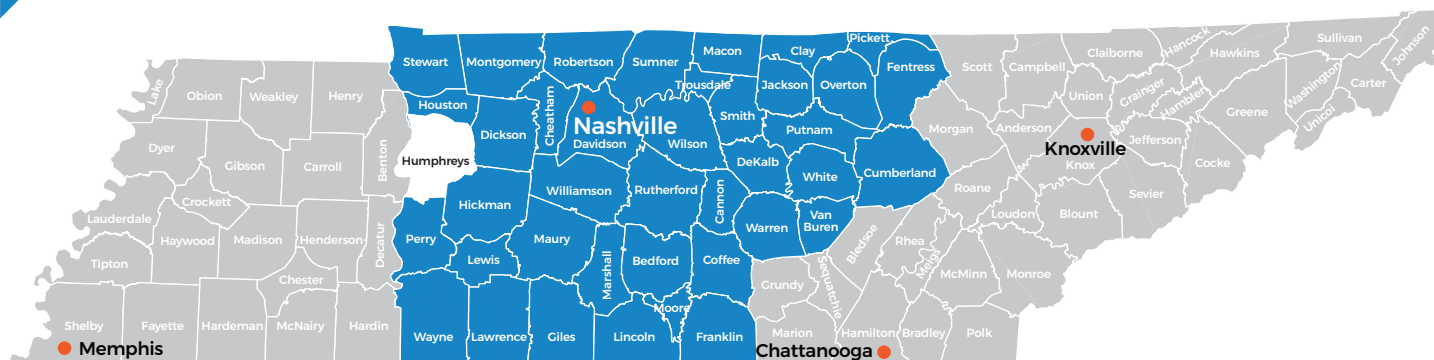 Stewart
Montgomery
Robertson
Sumner
Macon
Clay
Pickett
Fentress
Scott
Campbell
Claiborne
Hancock
Hawkins
Sullivan
Johnson
Lake
Obion
Weakley
Henry
Houston
Cheatham
Trousdale
Jackson
Overton
Union
Grainger
Hamblen
Washington
Carter
Unicoi
Greene
Dyer
Gibson
Carroll
Benton
Humphreys
Dickson
Nashville
Davidson
Wilson
Smith
Putnam
DeKalb
White
Cumberland
Morgan
Anderson
Knoxville
Knox
Jefferson
Cocke
Sevier
Lauderdale
Crockett
Haywood
Madison
Henderson
Decatur
Perry
Hickman
Williamson
Rutherford
Cannon
Warren
Van
Buren
Bledsoe
Rhea
Meigs
Roane
Loudon
Blount
Tipton
Chester
Lewis
Maury
Marshall
Bedford
Coffee
Grundy
Sequatchie
McMinn
Monroe
Shelby
Fayette
Hardeman
McNairy
Hardin
Wayne
Lawrence
Giles
Lincoln
Moore
Franklin
Marion
Hamilton
Bradley
Polk
Memphis
Chattanooga